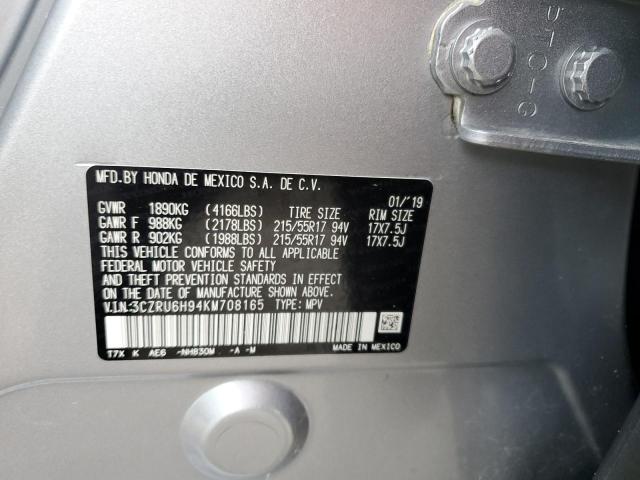 MFD.BY HONDA DE MEXICO S.A. DE C.V.
01/'19
GVWR 1890KG (4166LBS) TIRE SIZE RIM SIZE
GAWR F 988KG (2178LBS) 215/55R17 94V 17X7.5J
GAWR R 902KG (1988LBS) 215/55R17 94V 17X7.5J
THIS VEHICLE CONFORMS TO ALL APPLICABLE
FEDERAL MOTOR VEHICLE SAFETY
AND THEFT PREVENTION STANDARDS IN EFFECT
ON THE DATE OF MANUFACTURE SHOWN ABOVE.
V.I.N:3CZRU6H94KM708165 TYPE: MPV
T7X K AE6 -NH830M -A -M
MADE IN MEXICO